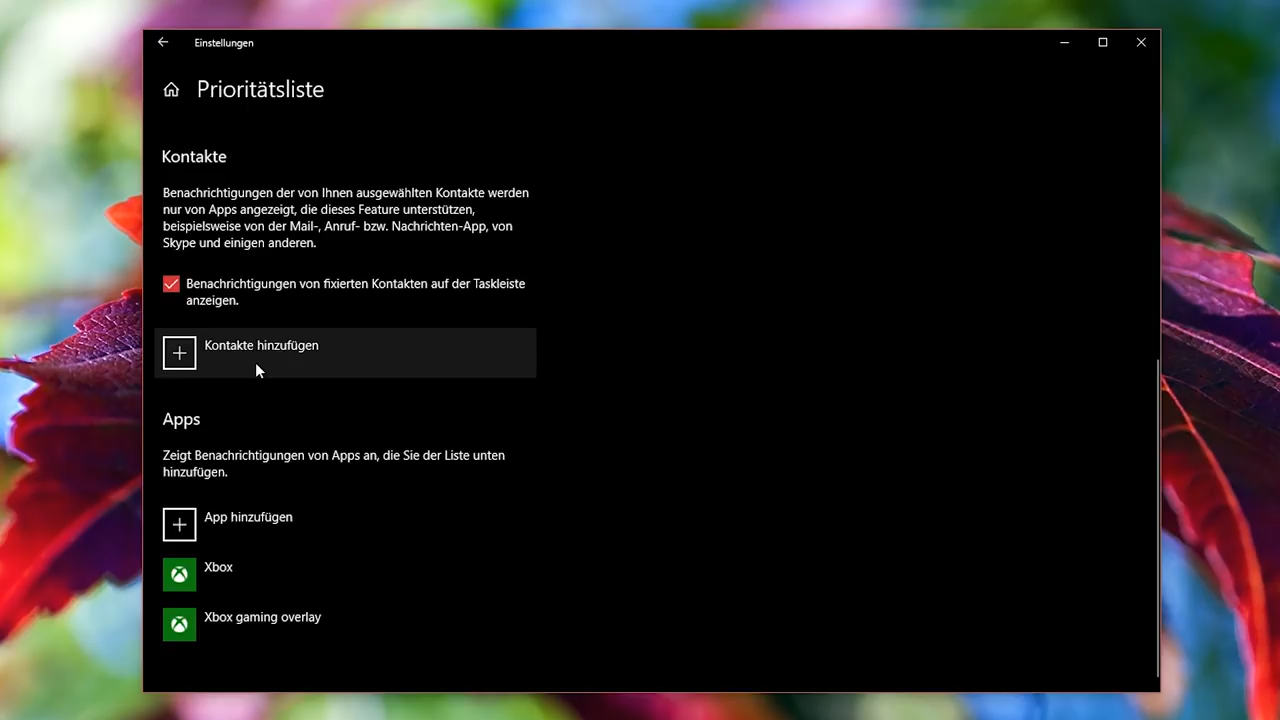 Einstellungen
Prioritätsliste
Kontakte
Benachrichtigungen der von Ihnen ausgewählten Kontakte werden
nur von Apps angezeigt, die dieses Feature unterstützen,
beispielsweise von der Mail-, Anruf- bzw. Nachrichten-App, von
Skype und einigen anderen.
Benachrichtigungen von fixierten Kontakten auf der Taskleiste
anzeigen.
Kontakte hinzufügen
Apps
Zeigt Benachrichtigungen von Apps an, die Sie der Liste unten
hinzufügen.
App hinzufügen
Xbox
Xbox gaming overlay